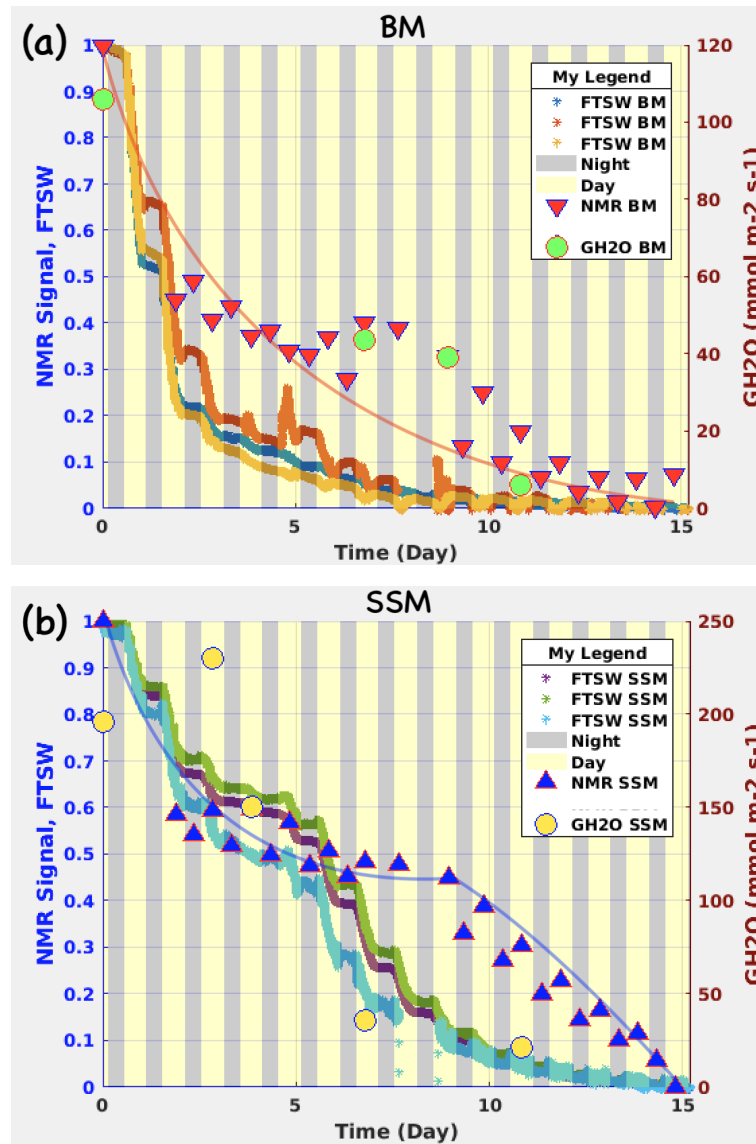 (a)
BM
NMR Signal, FTSW
1
0.9
0.8
0.7
0.6
0.5
0.4
0.3
0.2
0.1
0
0
5
10
15
Time (Day)
120
100
80
60
40
20
0
GH2O (mmol m-2 s-1)
My Legend
FTSW BM
FTSW BM
FTSW BM
Night
Day
NMR BM
GH2O BM
(b)
SSM
NMR Signal, FTSW
1
0.9
0.8
0.7
0.6
0.5
0.4
0.3
0.2
0.1
0
0
5
10
15
Time (Day)
250
200
150
100
50
0
GH2O (mmol m-2 s-1)
My Legend
FTSW SSM
FTSW SSM
FTSW SSM
Night
Day
NMR SSM
GH2O SSM